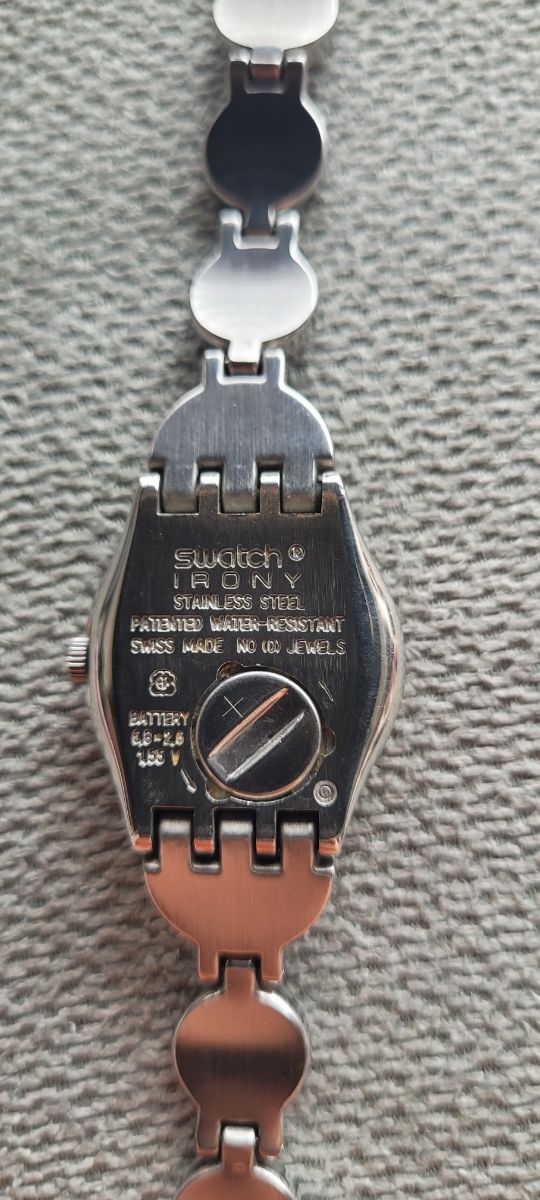 swatch®
IRONY
STAINLESS STEEL
PATENTED WATER-RESISTANT
SWISS MADE NO (0) JEWELS
BATTERY
6,8×2,6
1,55 V
+